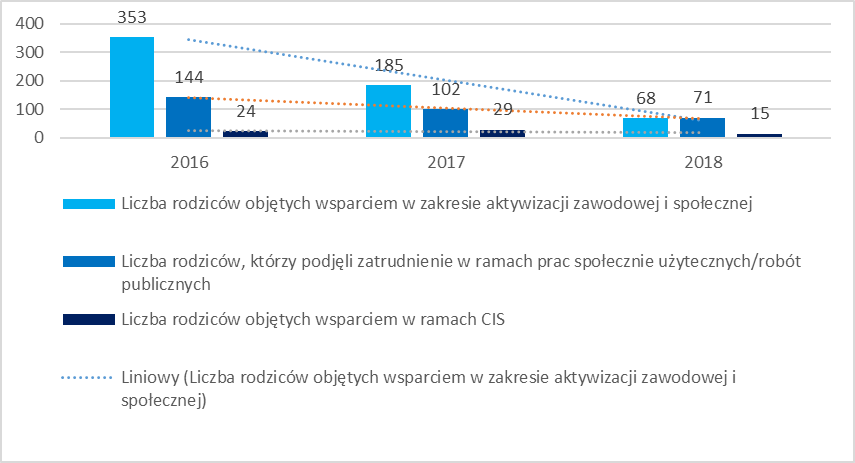 400
300
200
100
0
353
144
24
185
102
29
68
71
15
2016
2017
2018
Liczba rodziców objętych wsparciem w zakresie aktywizacji zawodowej i społecznej
Liczba rodziców, którzy podjęli zatrudnienie w ramach prac społecznie użytecznych/robót
publicznych
Liczba rodziców objętych wsparciem w ramach CIS
Liniowy (Liczba rodziców objętych wsparciem w zakresie aktywizacji zawodowej i
społecznej)